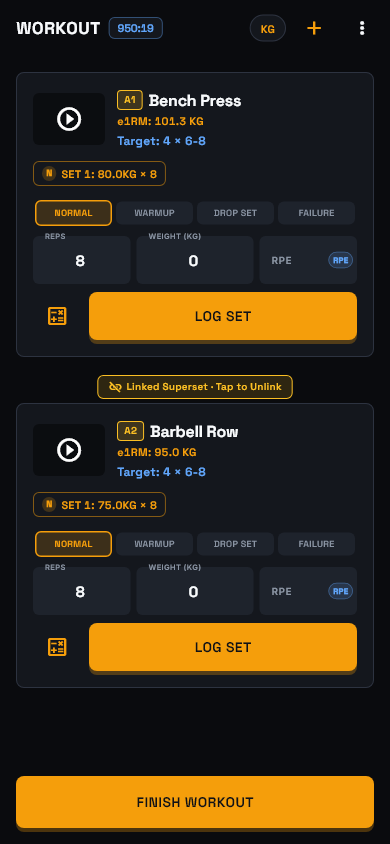 WORKOUT 950:19 KG
A1 Bench Press
e1RM: 101.3 KG
Target: 4 × 6-8
N SET 1: 80.0KG × 8
NORMAL WARMUP DROP SET FAILURE
REPS WEIGHT (KG)
8 0 RPE RPE
LOG SET
Linked Superset · Tap to Unlink
A2 Barbell Row
e1RM: 95.0 KG
Target: 4 × 6-8
N SET 1: 75.0KG × 8
NORMAL WARMUP DROP SET FAILURE
REPS WEIGHT (KG)
8 0 RPE RPE
LOG SET
FINISH WORKOUT